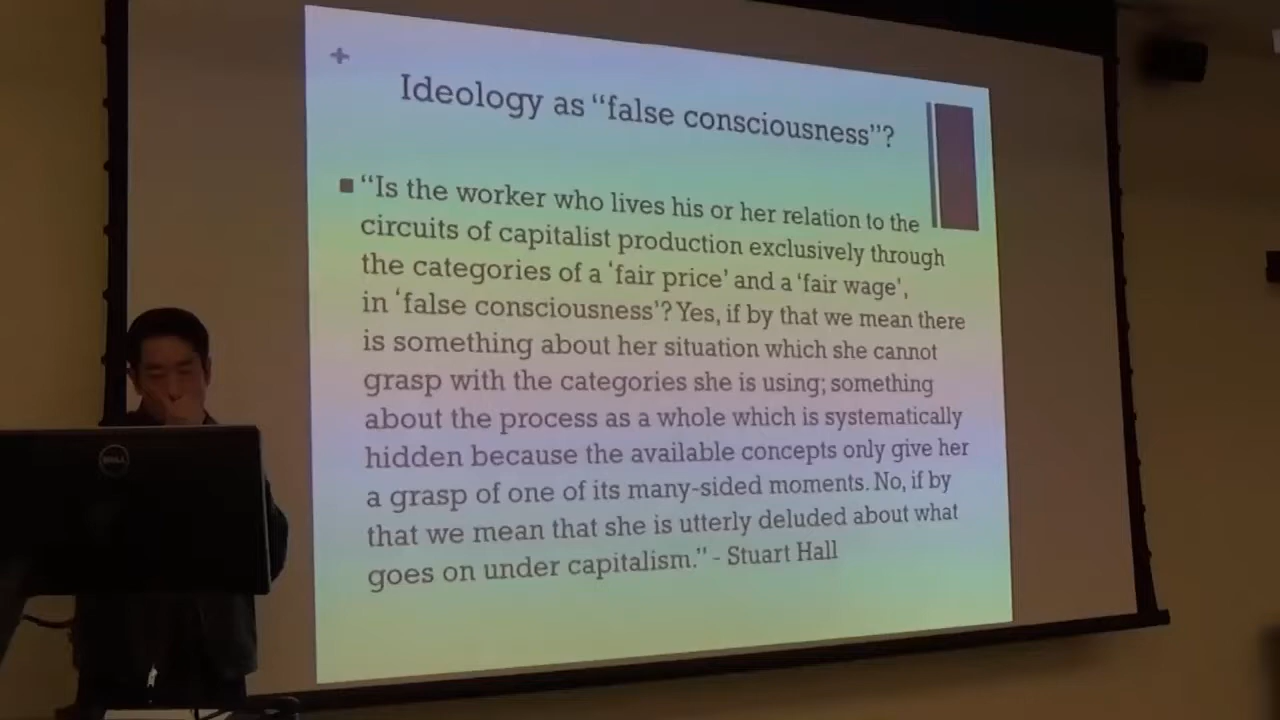 +
Ideology as “false consciousness”?
“Is the worker who lives his or her relation to the
circuits of capitalist production exclusively through
the categories of a ‘fair price’ and a ‘fair wage’,
in ‘false consciousness’? Yes, if by that we mean there
is something about her situation which she cannot
grasp with the categories she is using; something
about the process as a whole which is systematically
hidden because the available concepts only give her
a grasp of one of its many-sided moments. No, if by
that we mean that she is utterly deluded about what
goes on under capitalism.” - Stuart Hall
DELL